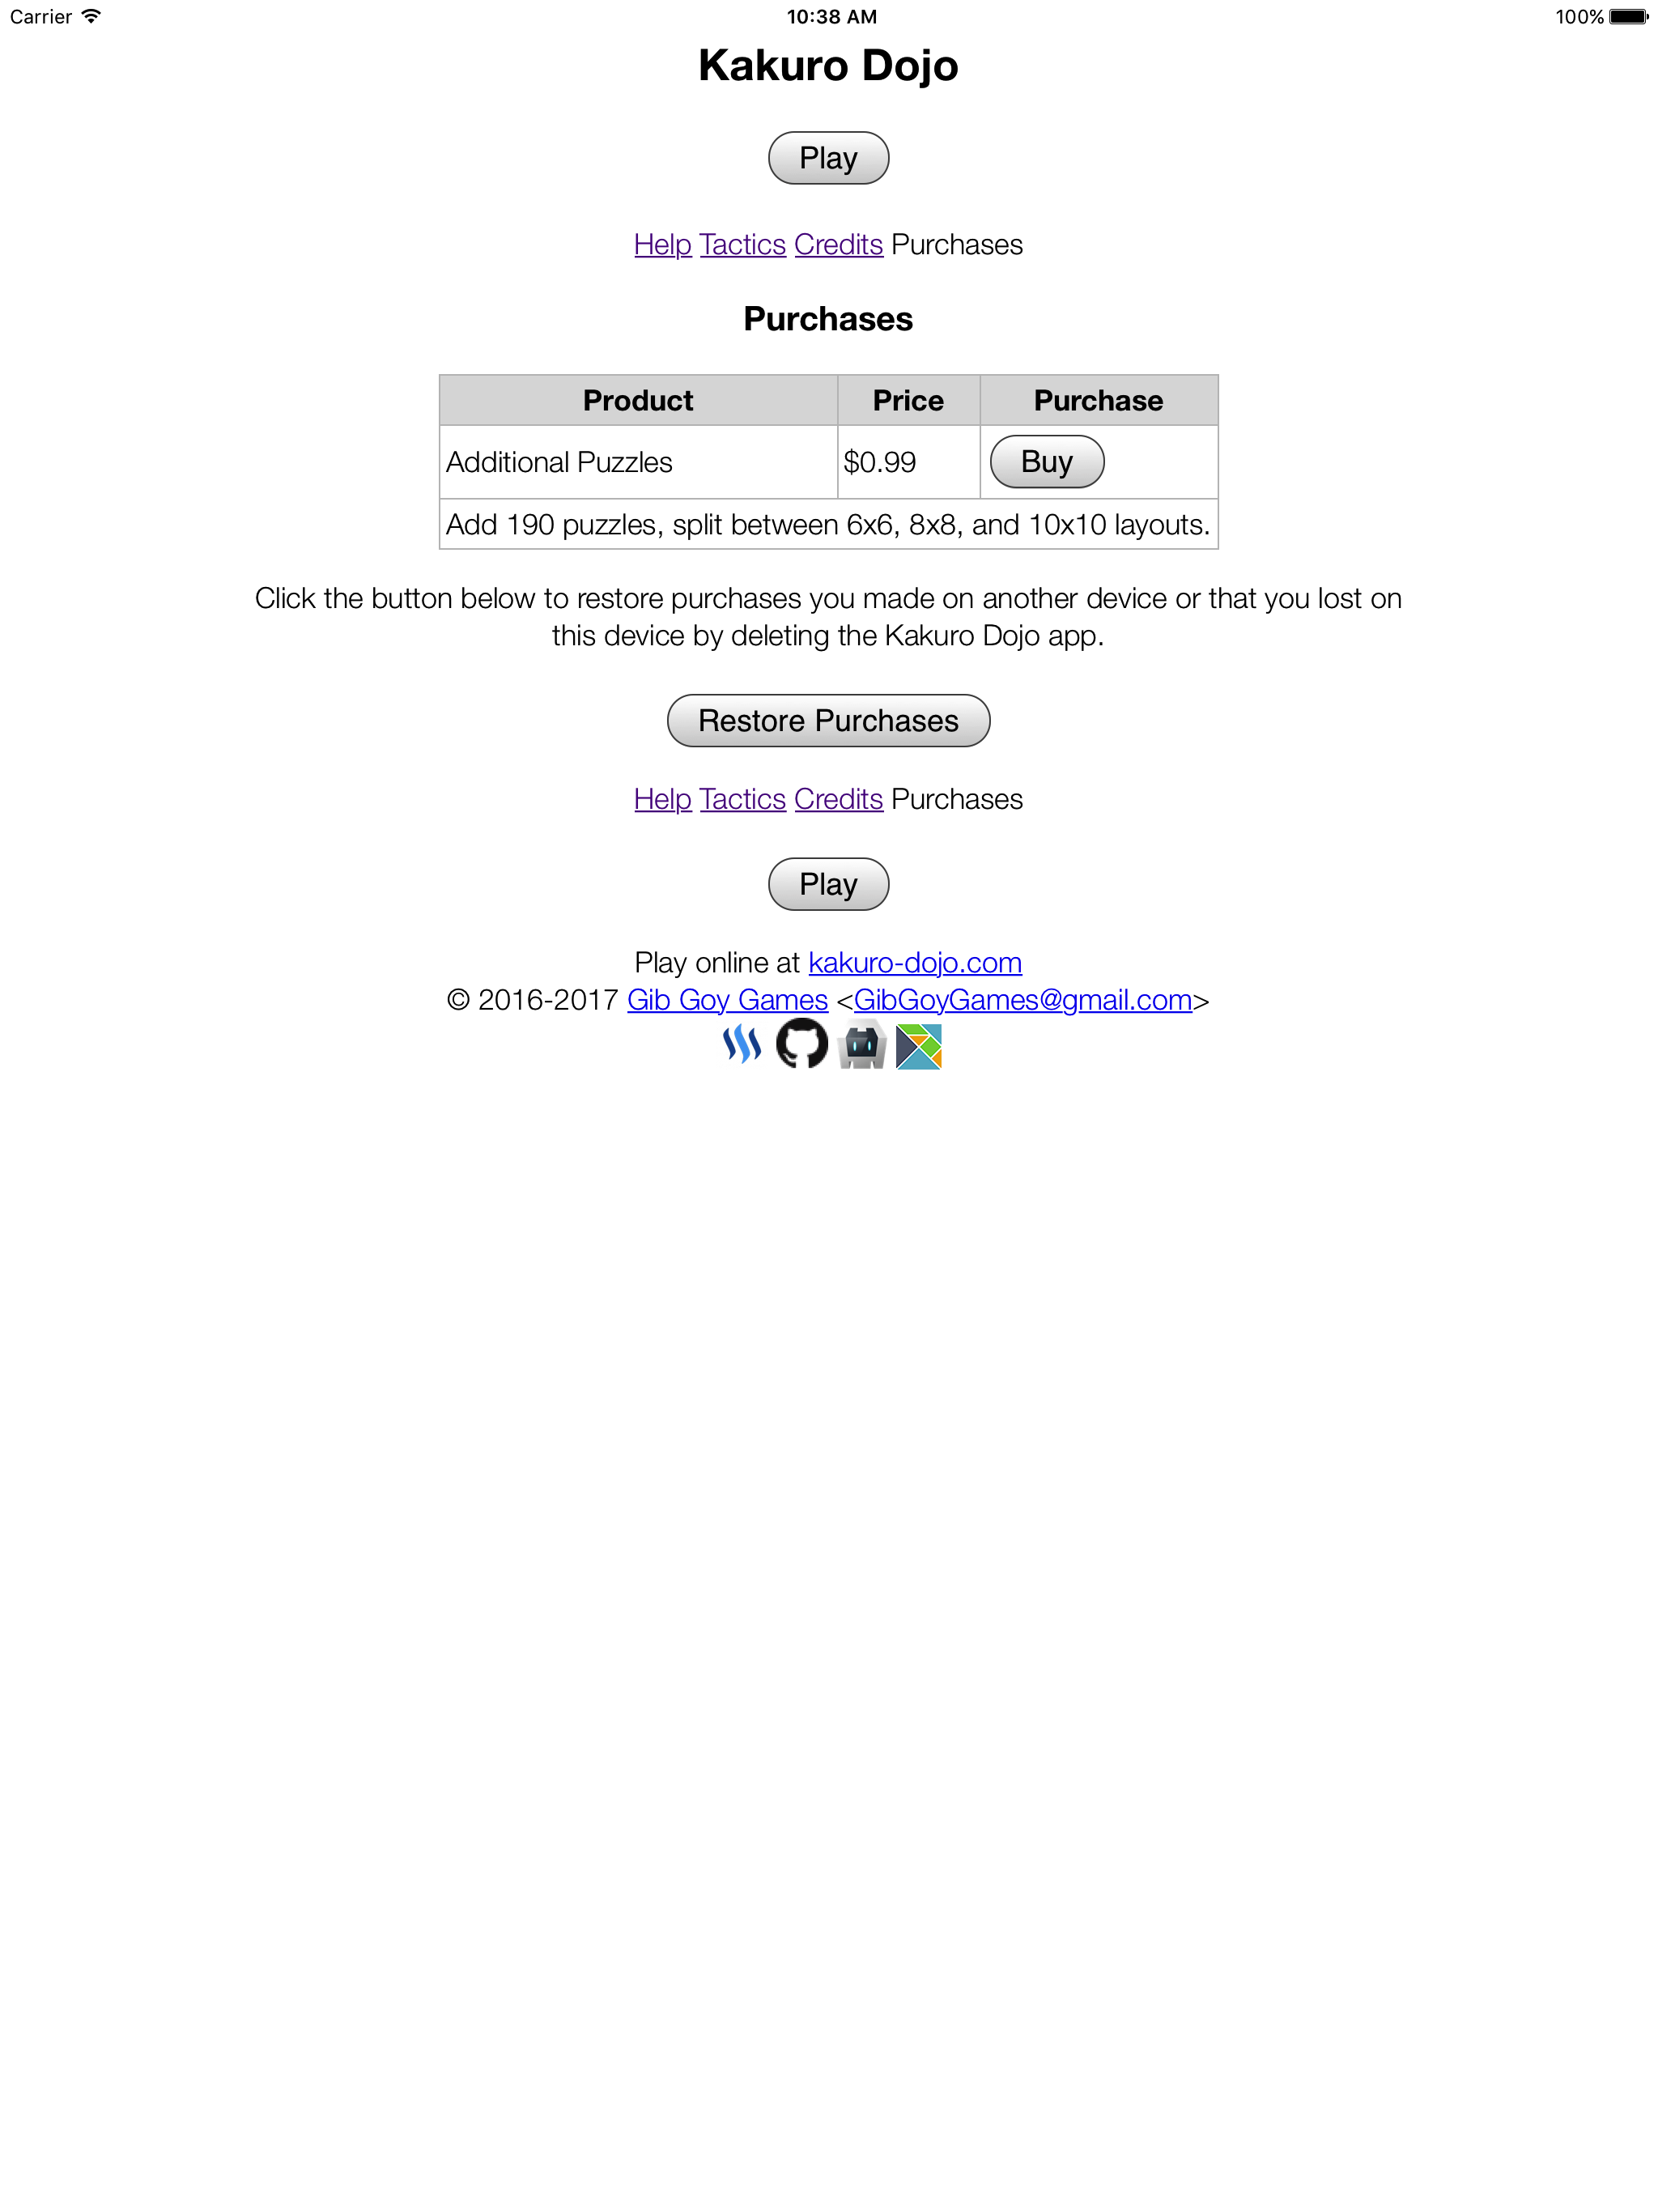 Carrier 10:38 AM 100%
Kakuro Dojo
Play
Help Tactics Credits Purchases
Purchases
Product Price Purchase
Additional Puzzles $0.99 Buy
Add 190 puzzles, split between 6x6, 8x8, and 10x10 layouts.
Click the button below to restore purchases you made on another device or that you lost on
this device by deleting the Kakuro Dojo app.
Restore Purchases
Help Tactics Credits Purchases
Play
Play online at kakuro-dojo.com
© 2016-2017 Gib Goy Games <GibGoyGames@gmail.com>